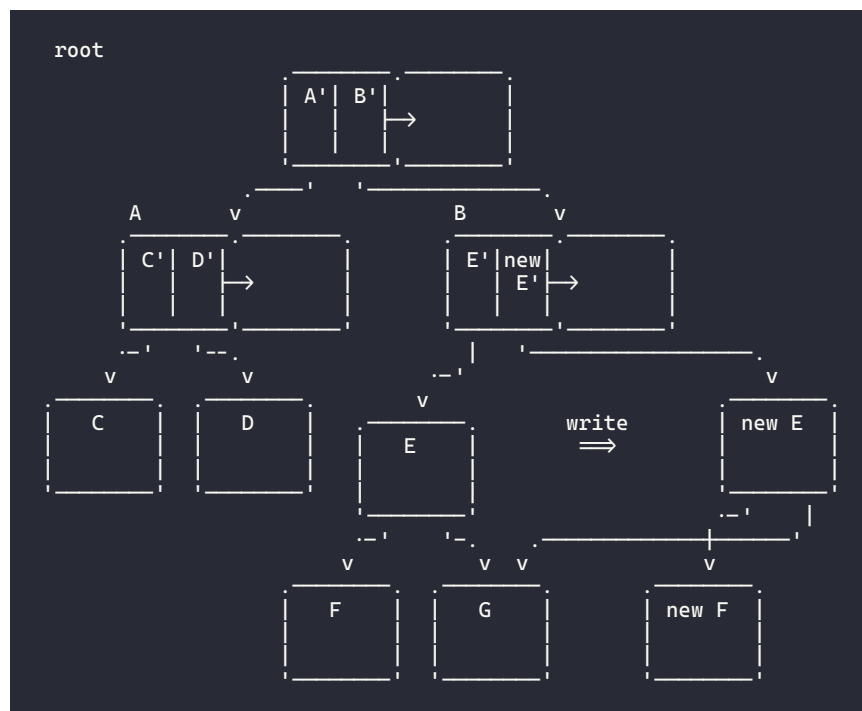 root
A' B'
A B
C' D' E' new
E'
C D write new E
E
F G new F